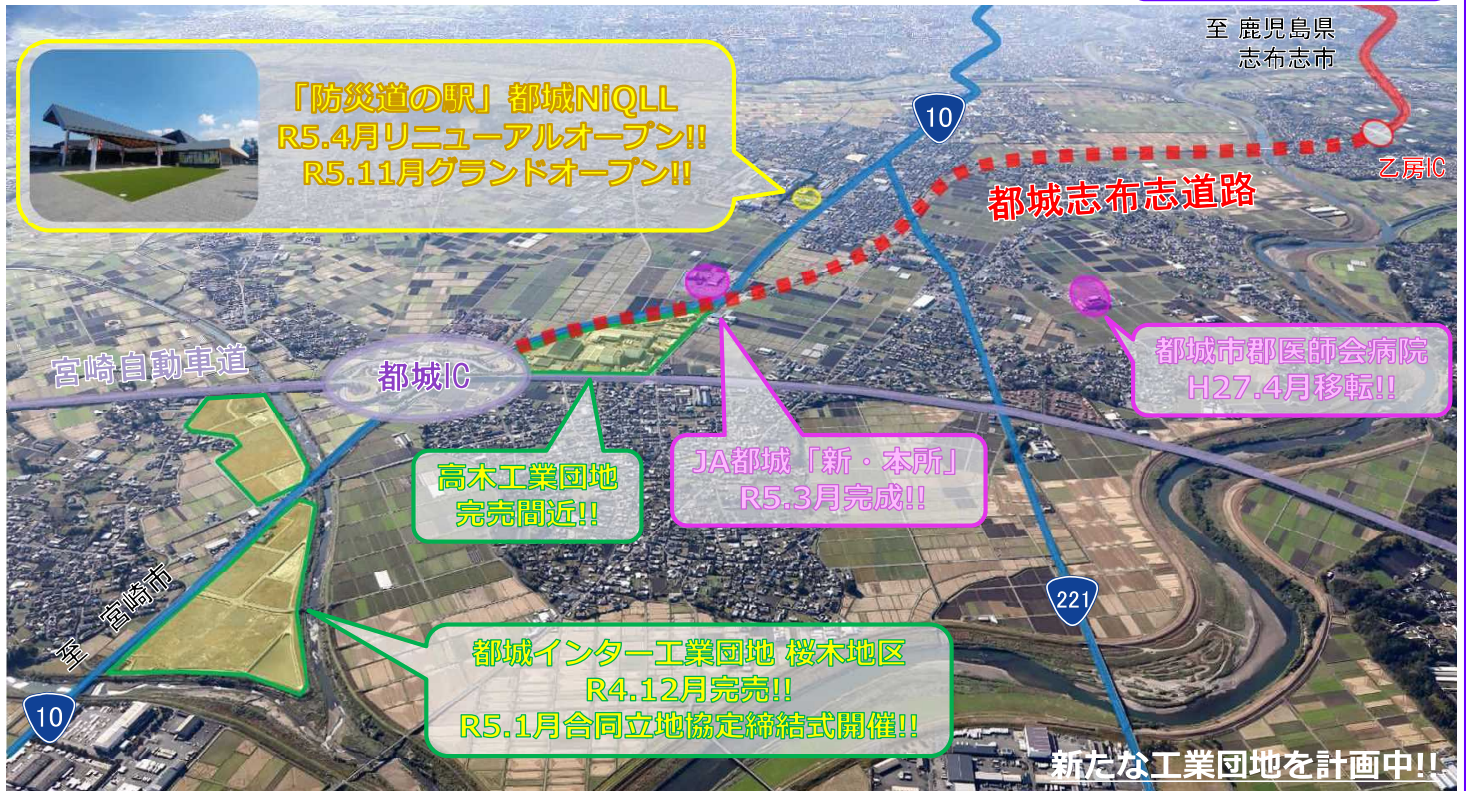 至 鹿児島県
志布志市
「防災道の駅」都城NiQLL
R5.4月リニューアルオープン!!
R5.11月グランドオープン!!
10
乙房IC
都城志布志道路
宮崎自動車道
都城IC
都城市郡医師会病院
H27.4月移転!!
高木工業団地
完売間近!!
JA都城「新・本所」
R5.3月完成!!
至 宮崎市
221
都城インター工業団地 桜木地区
R4.12月完売!!
R5.1月合同立地協定締結式開催!!
10
新たな工業団地を計画中!!